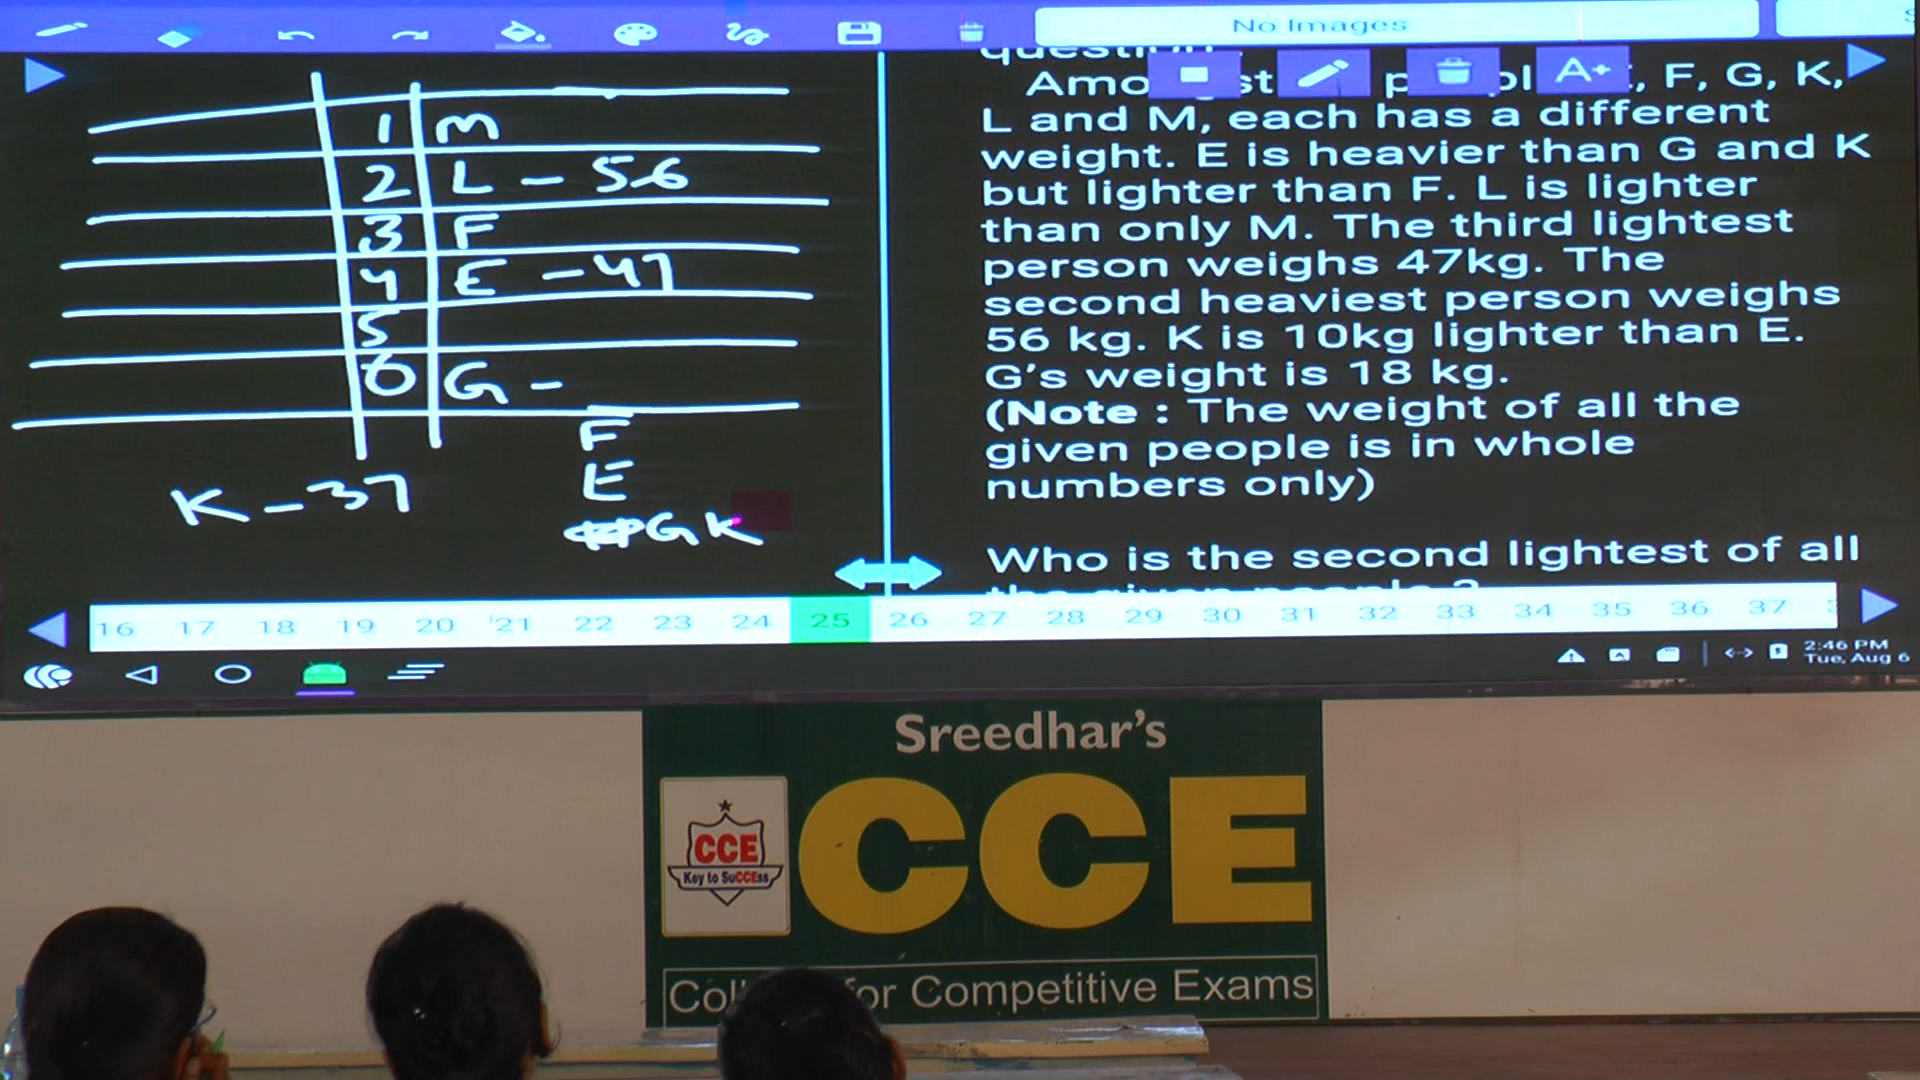 No Images
A+
1 M
2 L - 56
3 F
4 E - 47
5
6 G -
F
E
G K
K - 37
F, G, K,
L and M, each has a different
weight. E is heavier than G and K
but lighter than F. L is lighter
than only M. The third lightest
person weighs 47kg. The
second heaviest person weighs
56 kg. K is 10kg lighter than E.
G's weight is 18 kg.
(Note : The weight of all the
given people is in whole
numbers only)
Who is the second lightest of all
the given people ?
16 17 18 19 20 21 22 23 24 25 26 27 28 29 30 31 32 33 34 35 36 37
2:46 PM
Tue, Aug 6
Sreedhar's
CCE
CCE
Key to SuCCEss
for Competitive Exams